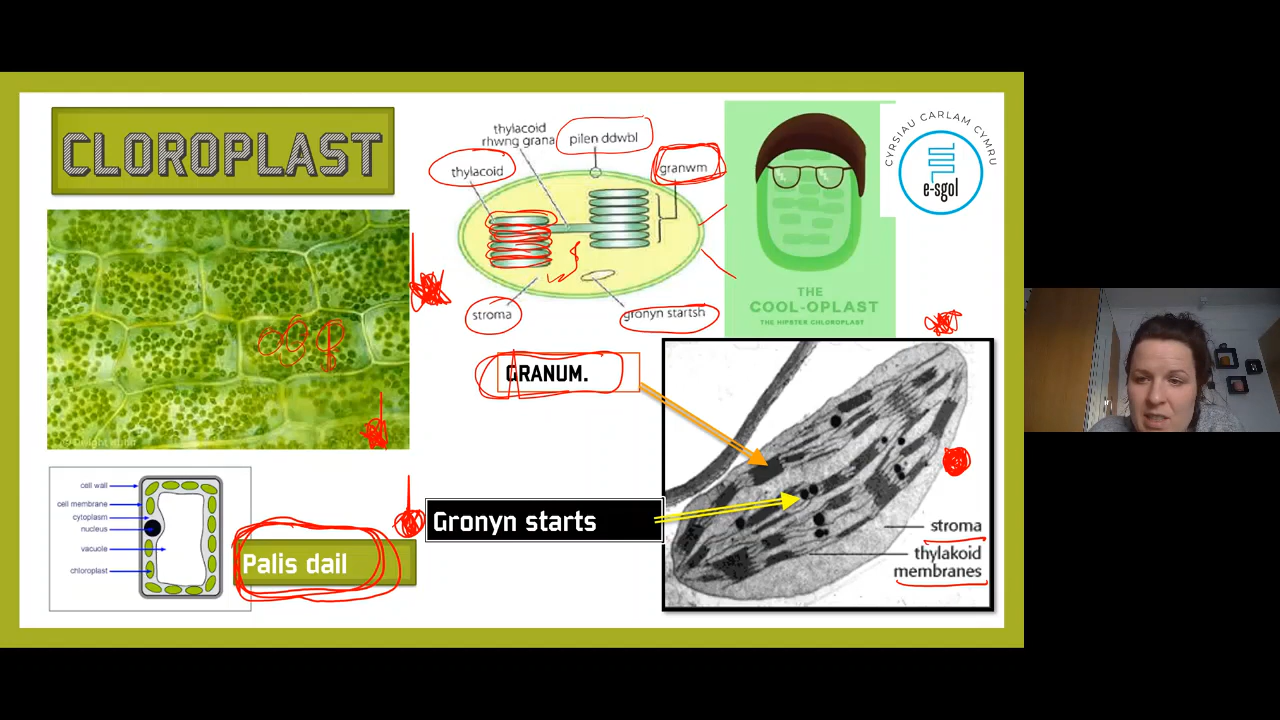 CLOROPLAST
thylacoid
rhwng grana
pilen ddwbl
thylacoid
granwm
stroma
gronyn startsh
THE
COOL-OPLAST
THE HIPSTER CHLOROPLAST
CYRSIAU CARLAM CYMRU
e-sgol
GRANUM.
Gronyn starts
stroma
thylakoid
membranes
cell wall
cell membrane
cytoplasm
nucleus
vacuole
chloroplast
Palis dail